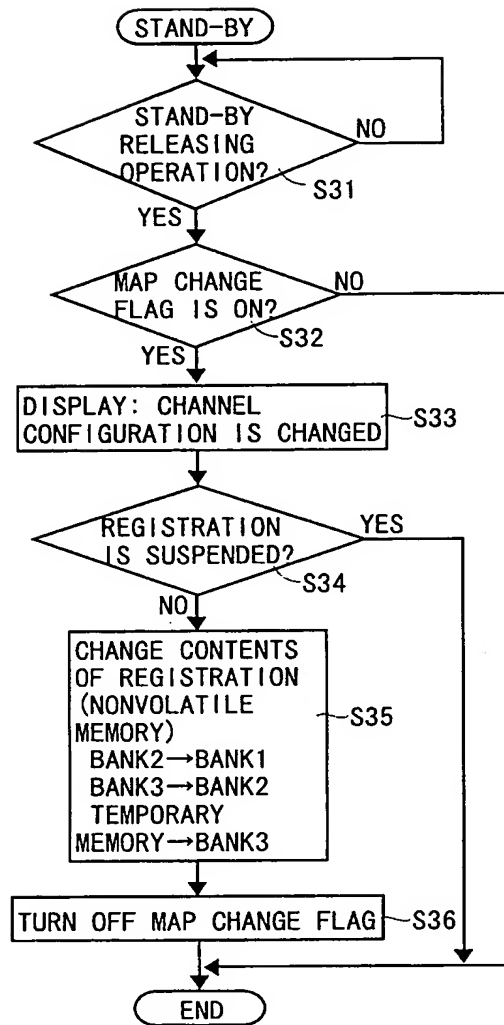 STAND-BY
STAND-BY
RELEASING
OPERATION?
NO
S31
YES
MAP CHANGE
FLAG IS ON?
NO
S32
YES
DISPLAY: CHANNEL
CONFIGURATION IS CHANGED
S33
REGISTRATION
IS SUSPENDED?
YES
S34
NO
CHANGE CONTENTS
OF REGISTRATION
(NONVOLATILE
MEMORY)
BANK2→BANK1
BANK3→BANK2
TEMPORARY
MEMORY→BANK3
S35
TURN OFF MAP CHANGE FLAG
S36
END